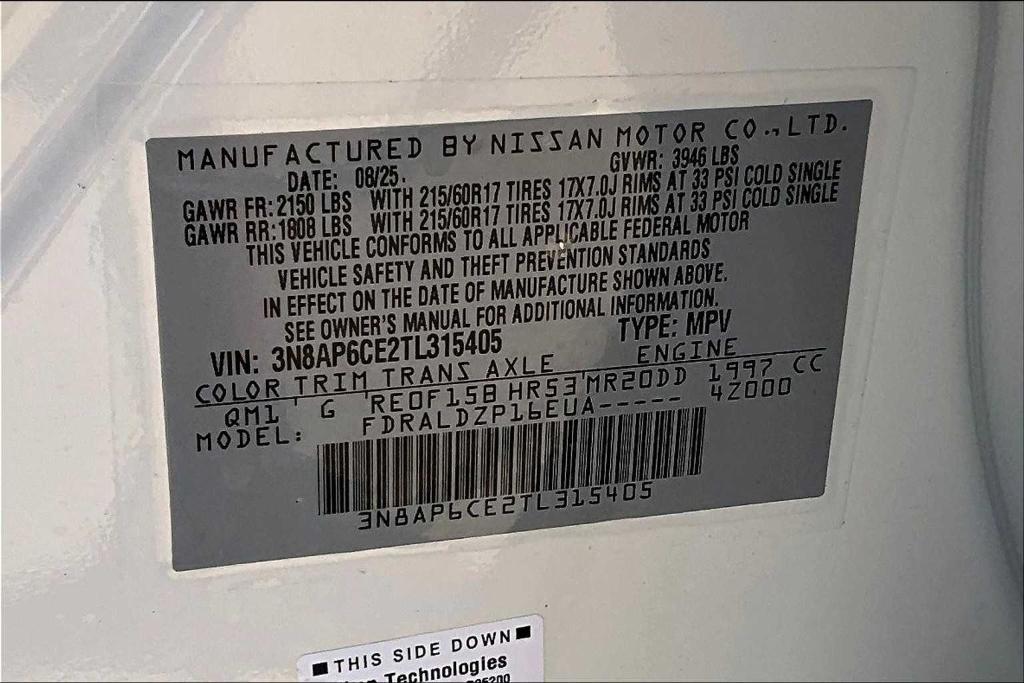 MANUFACTURED BY NISSAN MOTOR CO.,LTD.
DATE: 08/25. GVWR: 3946 LBS
GAWR FR: 2150 LBS WITH 215/60R17 TIRES 17X7.0J RIMS AT 33 PSI COLD SINGLE
GAWR RR: 1808 LBS WITH 215/60R17 TIRES 17X7.0J RIMS AT 33 PSI COLD SINGLE
THIS VEHICLE CONFORMS TO ALL APPLICABLE FEDERAL MOTOR
VEHICLE SAFETY AND THEFT PREVENTION STANDARDS
IN EFFECT ON THE DATE OF MANUFACTURE SHOWN ABOVE.
SEE OWNER'S MANUAL FOR ADDITIONAL INFORMATION.
VIN: 3N8AP6CE2TL315405 TYPE: MPV
COLOR TRIM TRANS AXLE ENGINE
QM1 G RE0F15B HR53 MR20DD 1997 CC
MODEL: FDRALDZP16EUA----- 4Z000
3N8AP6CE2TL315405
■ THIS SIDE DOWN ■
Technologies